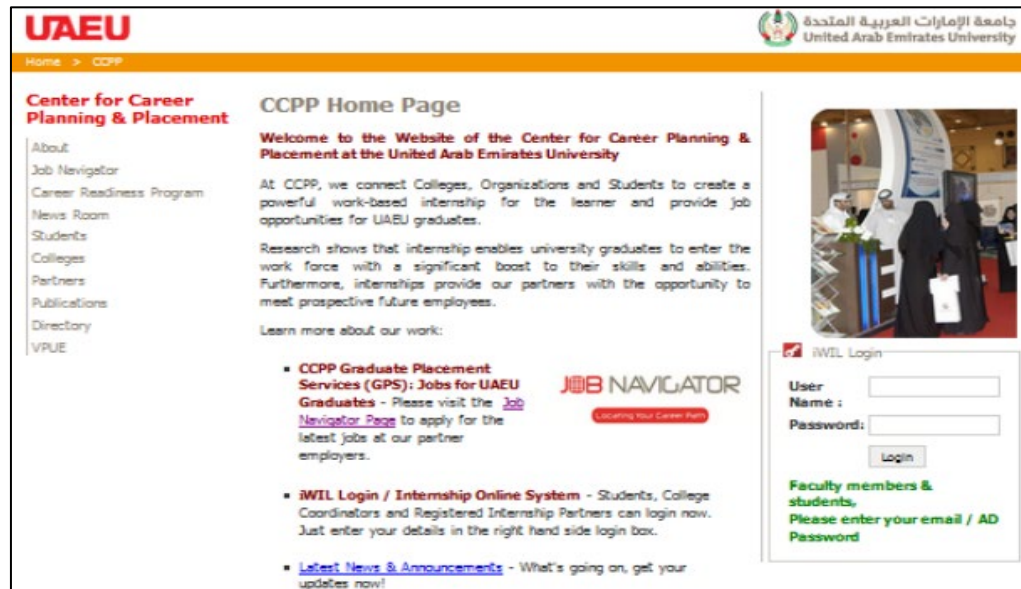 UAEU
جامعة الإمارات العربية المتحدة
United Arab Emirates University
Home > CCPP
Center for Career
Planning & Placement
About
Job Navigator
Career Readiness Program
News Room
Students
Colleges
Partners
Publications
Directory
VPUE
CCPP Home Page
Welcome to the Website of the Center for Career Planning &
Placement at the United Arab Emirates University
At CCPP, we connect Colleges, Organizations and Students to create a
powerful work-based internship for the learner and provide job
opportunities for UAEU graduates.
Research shows that internship enables university graduates to enter the
work force with a significant boost to their skills and abilities.
Furthermore, internships provide our partners with the opportunity to
meet prospective future employees.
Learn more about our work:
CCPP Graduate Placement
Services (GPS): Jobs for UAEU
Graduates - Please visit the Job
Navigator Page to apply for the
latest jobs at our partner
employers.
JOB NAVIGATOR
Locating Your Career Path
iWIL Login / Internship Online System - Students, College
Coordinators and Registered Internship Partners can login now.
Just enter your details in the right hand side login box.
Latest News & Announcements - What's going on, get your
updates now!
iWIL Login
User
Name :
Password:
Login
Faculty members &
students,
Please enter your email / AD
Password